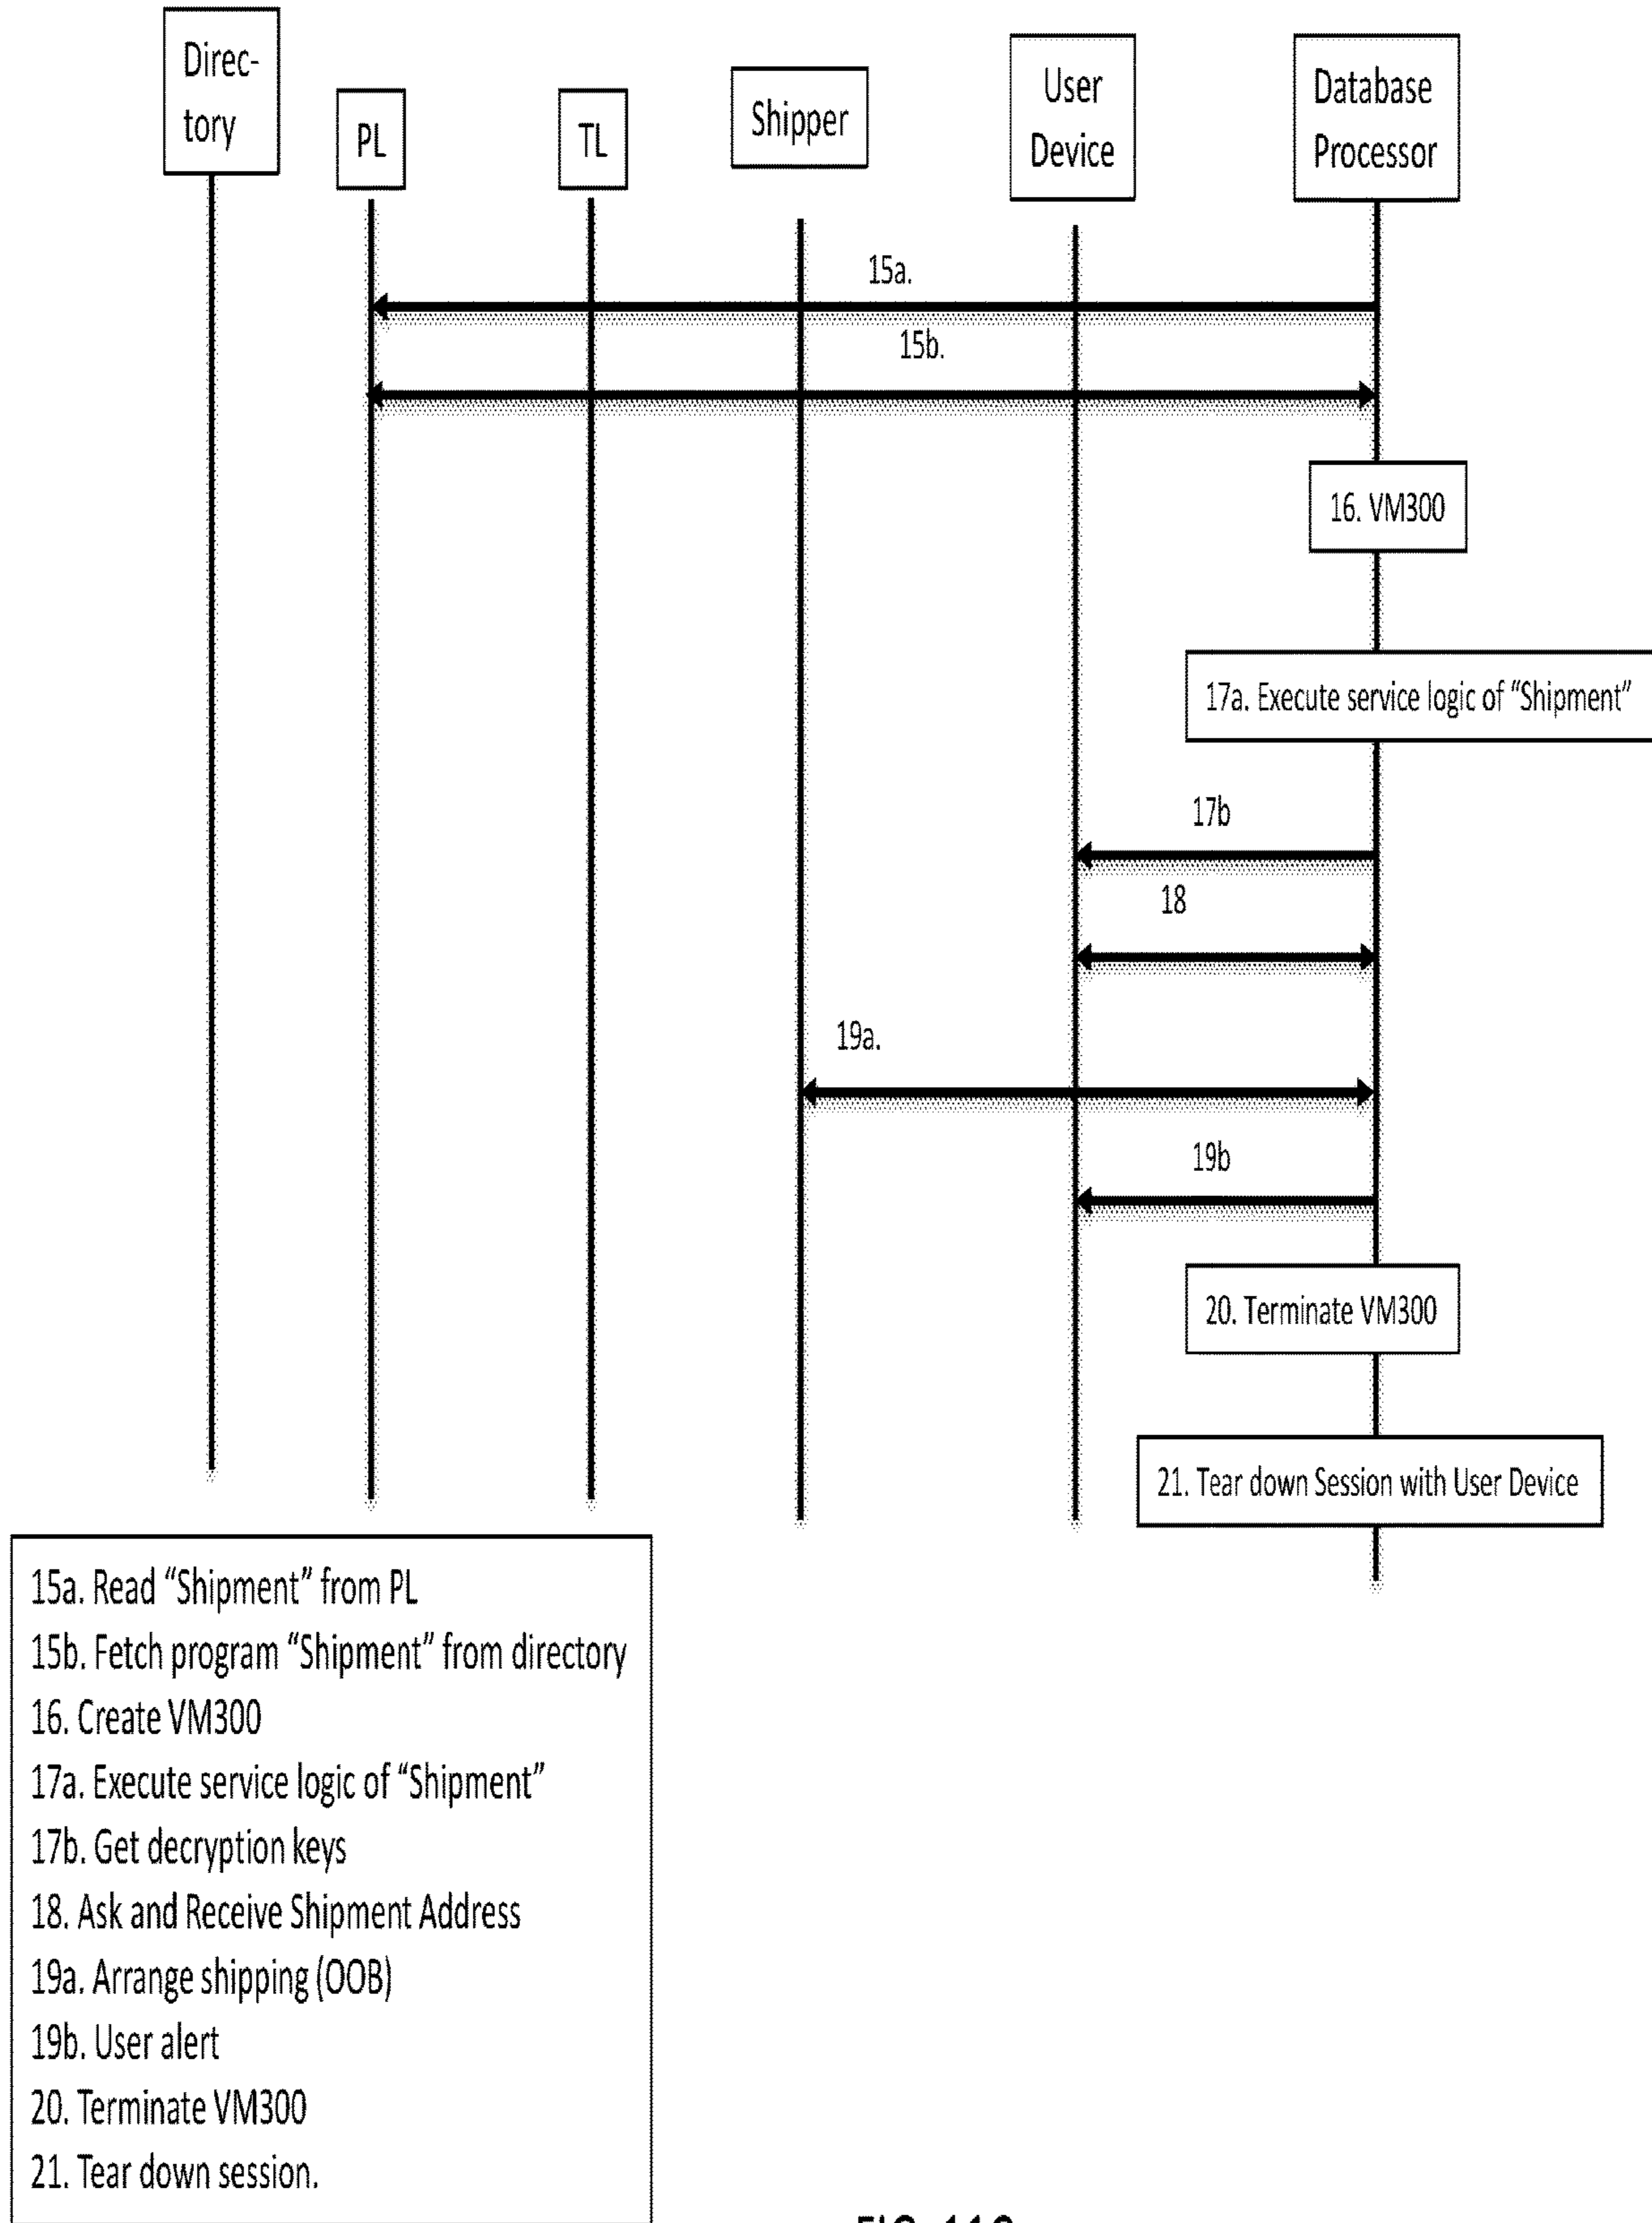 Direc-
tory
PL
TL
Shipper
User
Device
Database
Processor
15a.
15b.
16. VM300
17a. Execute service logic of “Shipment”
17b
18
19a.
19b
20. Terminate VM300
21. Tear down Session with User Device
15a. Read “Shipment” from PL
15b. Fetch program “Shipment” from directory
16. Create VM300
17a. Execute service logic of “Shipment”
17b. Get decryption keys
18. Ask and Receive Shipment Address
19a. Arrange shipping (OOB)
19b. User alert
20. Terminate VM300
21. Tear down session.